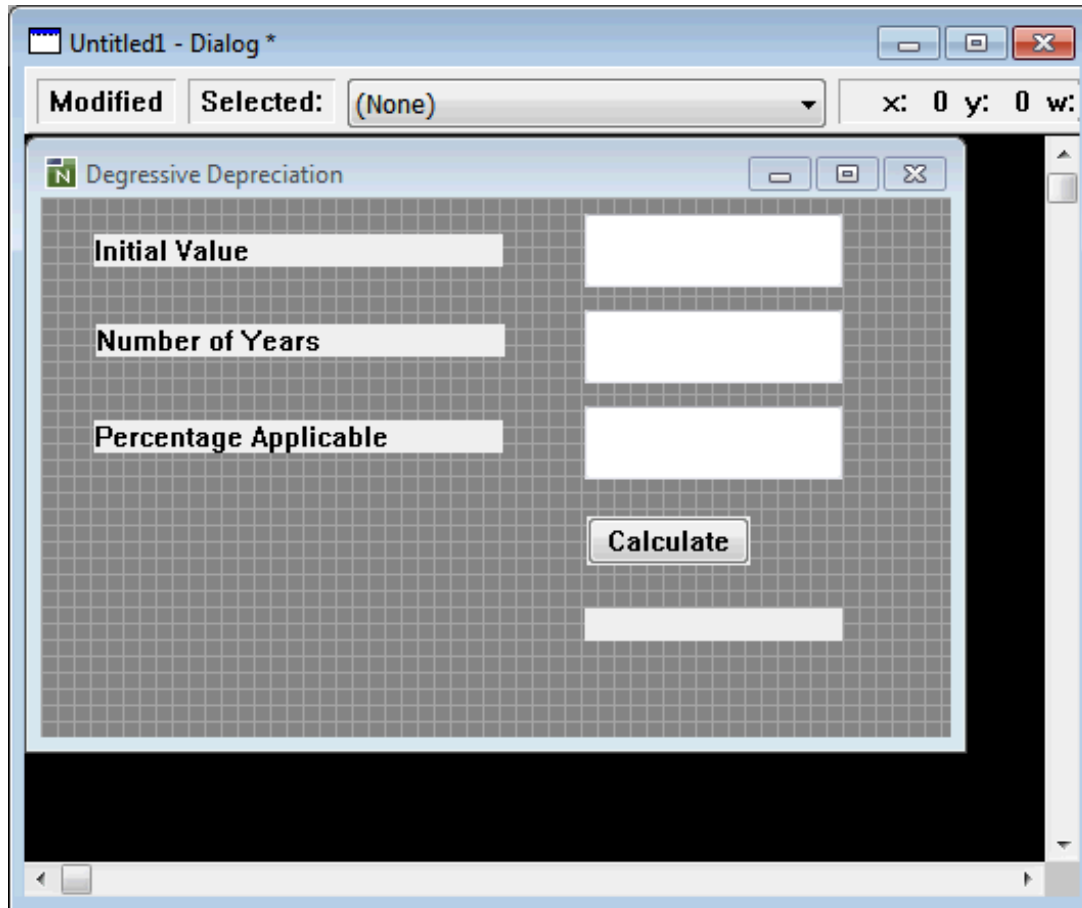 Untitled1 - Dialog *
Modified Selected: (None) x: 0 y: 0 w:
N Degressive Depreciation
Initial Value
Number of Years
Percentage Applicable
Calculate